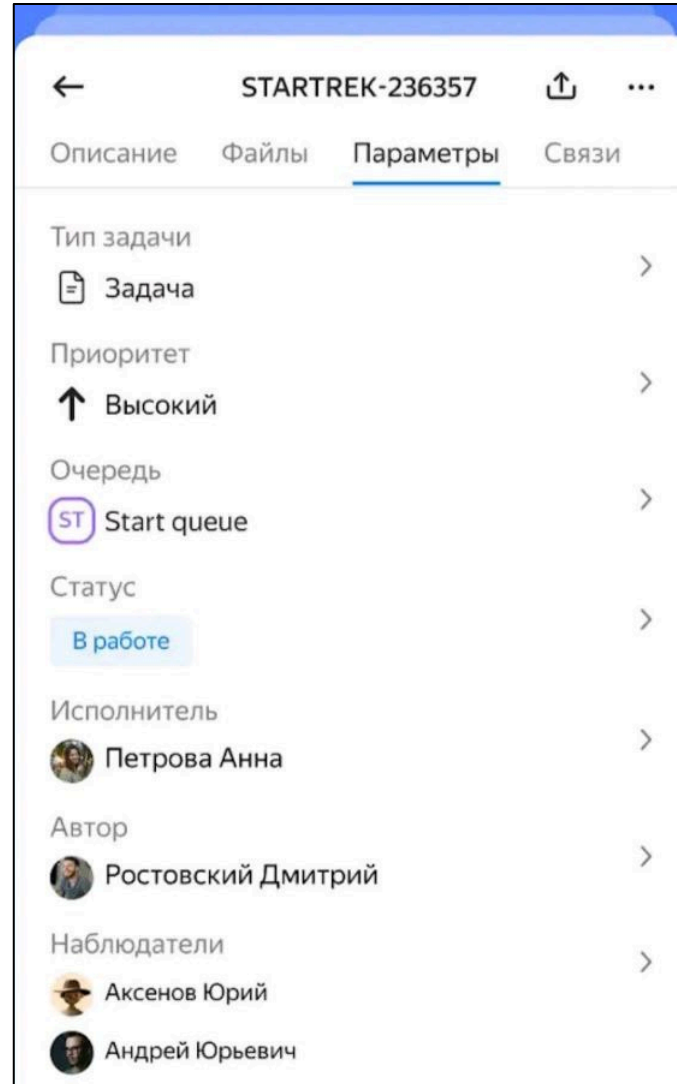 STARTREK-236357
Описание Файлы Параметры Связи
Тип задачи
Задача
Приоритет
Высокий
Очередь
ST Start queue
Статус
В работе
Исполнитель
Петрова Анна
Автор
Ростовский Дмитрий
Наблюдатели
Аксенов Юрий
Андрей Юрьевич